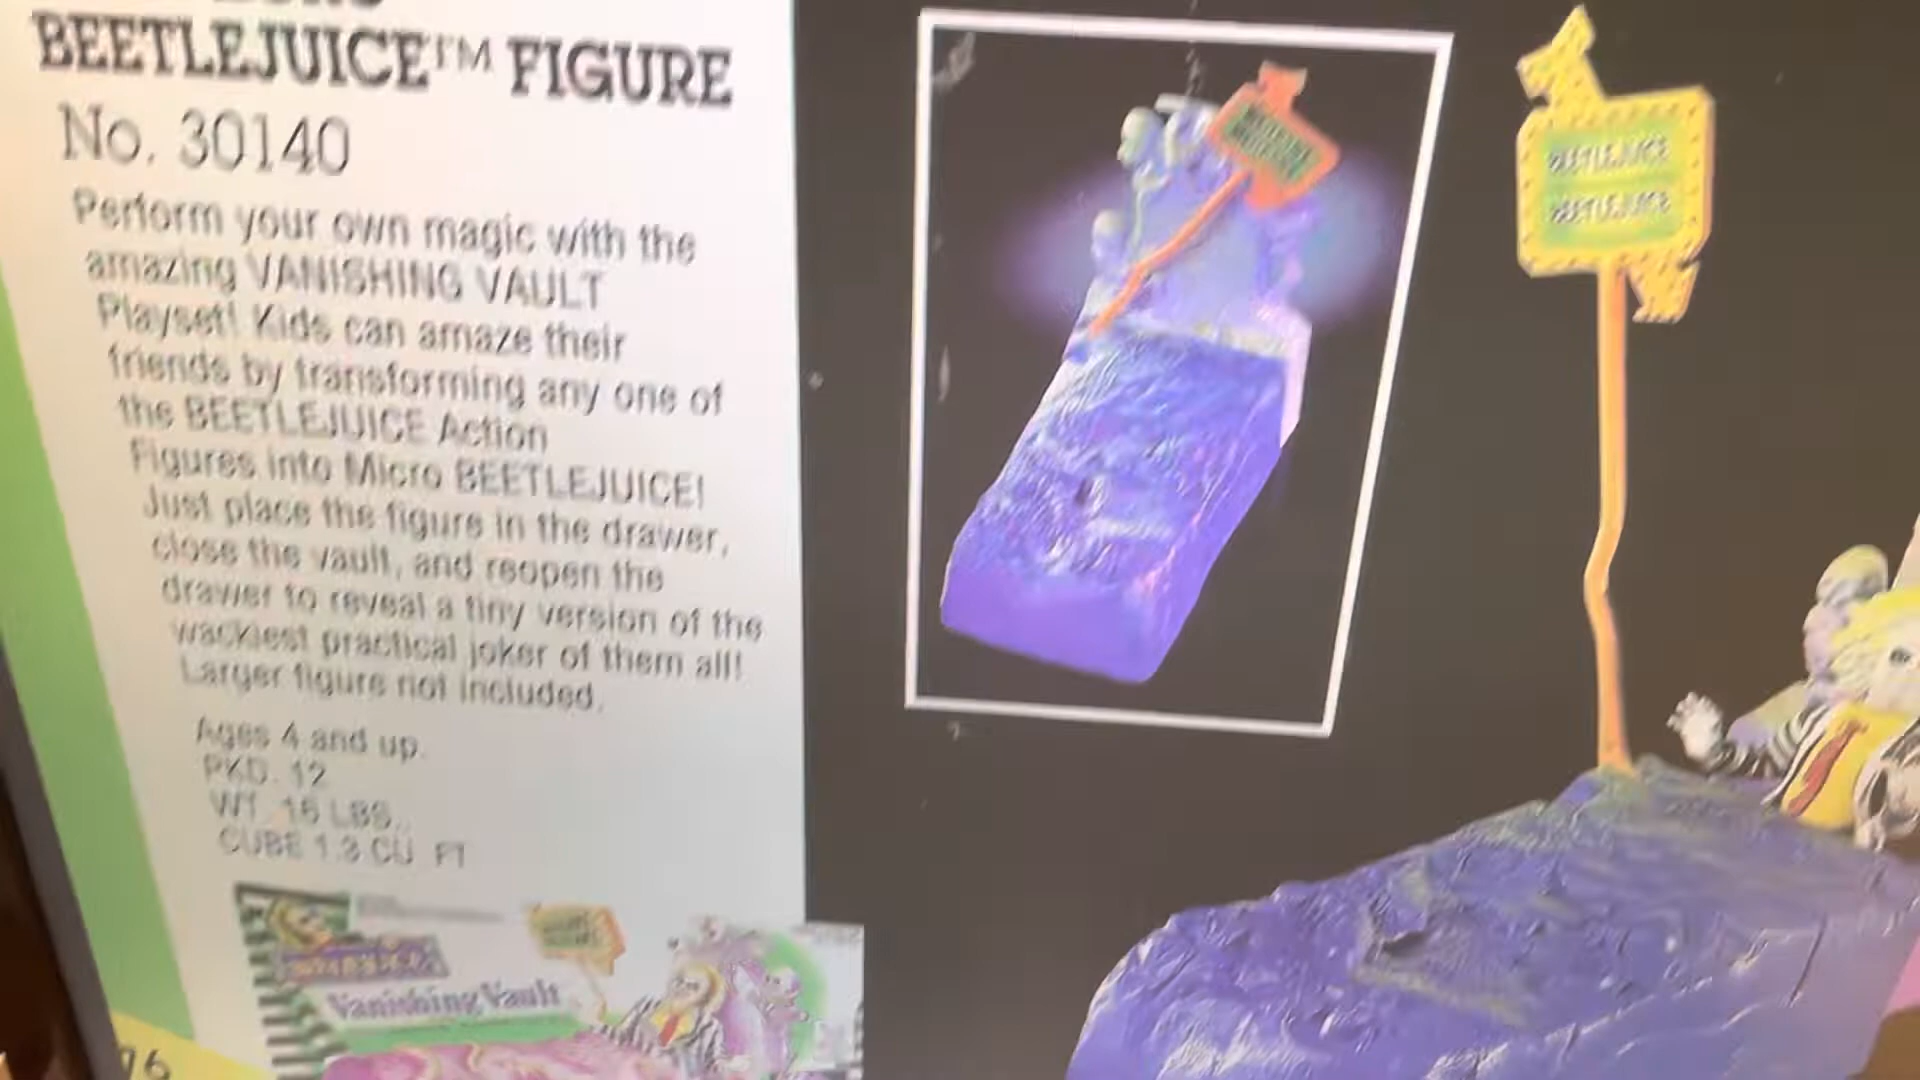 BEETLEJUICE™ FIGURE
No. 30140
Perform your own magic with the
amazing VANISHING VAULT
Playset! Kids can amaze their
friends by transforming any one of
the BEETLEJUICE Action
Figures into Micro BEETLEJUICE!
Just place the figure in the drawer,
close the vault, and reopen the
drawer to reveal a tiny version of the
wackiest practical joker of them all!
Larger figure not included.
Ages 4 and up.
PKD. 12
WT. 16 LBS.
CUBE 1.3 CU. FT
Vanishing Vault
76
BEETLEJUICE
BEETLEJUICE